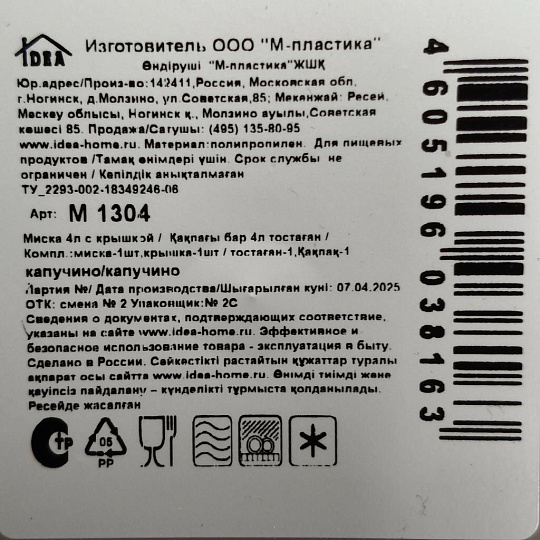 IDEA
Изготовитель ООО "М-пластика"
Өндіруші "М-пластика"ЖШҚ
Юр.адрес/Произ-во:142411,Россия, Московская обл,
г.Ногинск, д.Молзино, ул.Советская,85; Мекенжай: Ресей,
Мәскеу облысы, Ногинск қ., Молзино ауылы,Советская
көшесі 85. Продажа/Сатушы: (495) 135-80-95
www.idea-home.ru. Материал:полипропилен. Для пищевых
продуктов /Тамақ өнімдері үшін. Срок службы не
ограничен / Кепілдік анықталмаған
ТУ_2293-002-18349246-06
Арт: М 1304
Миска 4л с крышкой / Қақпағы бар 4л тостаған /
Компл.:миска-1шт,крышка-1шт / тостаған-1,Қақпақ-1
капучино/капучино
Партия №/ Дата производства/Шығарылған күні: 07.04.2025
ОТК: смена № 2 Упаковщик:№ 2С
Сведения о документах, подтверждающих соответствие,
указаны на сайте www.idea-home.ru. Эффективное и
безопасное использование товара - эксплуатация в быту.
Сделано в России. Сәйкестікті растайтын құжаттар туралы
ақпарат осы сайтта www.idea-home.ru. Өнімді тиімді және
қауіпсіз пайдалану – күнделікті тұрмыста қолданылады.
Ресейде жасалған
СТР
05
PP
4 605196 038163